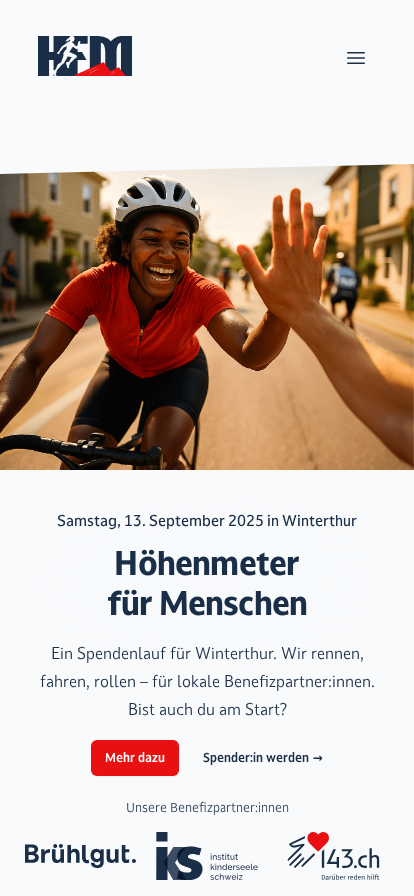 HFM
Samstag, 13. September 2025 in Winterthur
Höhenmeter
für Menschen
Ein Spendenlauf für Winterthur. Wir rennen,
fahren, rollen – für lokale Benefizpartner:innen.
Bist auch du am Start?
Mehr dazu
Spender:in werden →
Unsere Benefizpartner:innen
Brühlgut.
iks
institut
kinderseele
schweiz
143.ch
Darüber reden hilft.